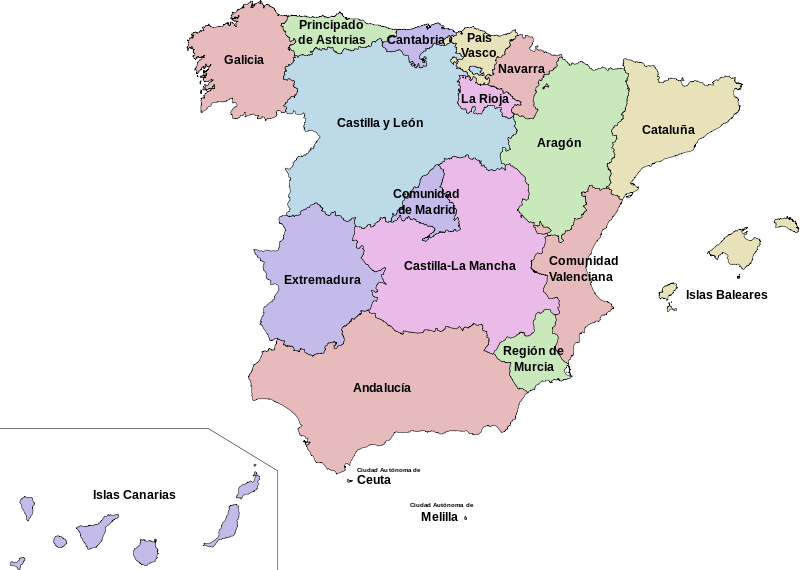 Principado
de Asturias
Cantabria
País
Vasco
Galicia
Navarra
La Rioja
Castilla y León
Aragón
Cataluña
Comunidad
de Madrid
Castilla-La Mancha
Comunidad
Valenciana
Extremadura
Islas Baleares
Región de
Murcia
Andalucía
Ciudad Autónoma de
Ceuta
Islas Canarias
Ciudad Autónoma de
Melilla